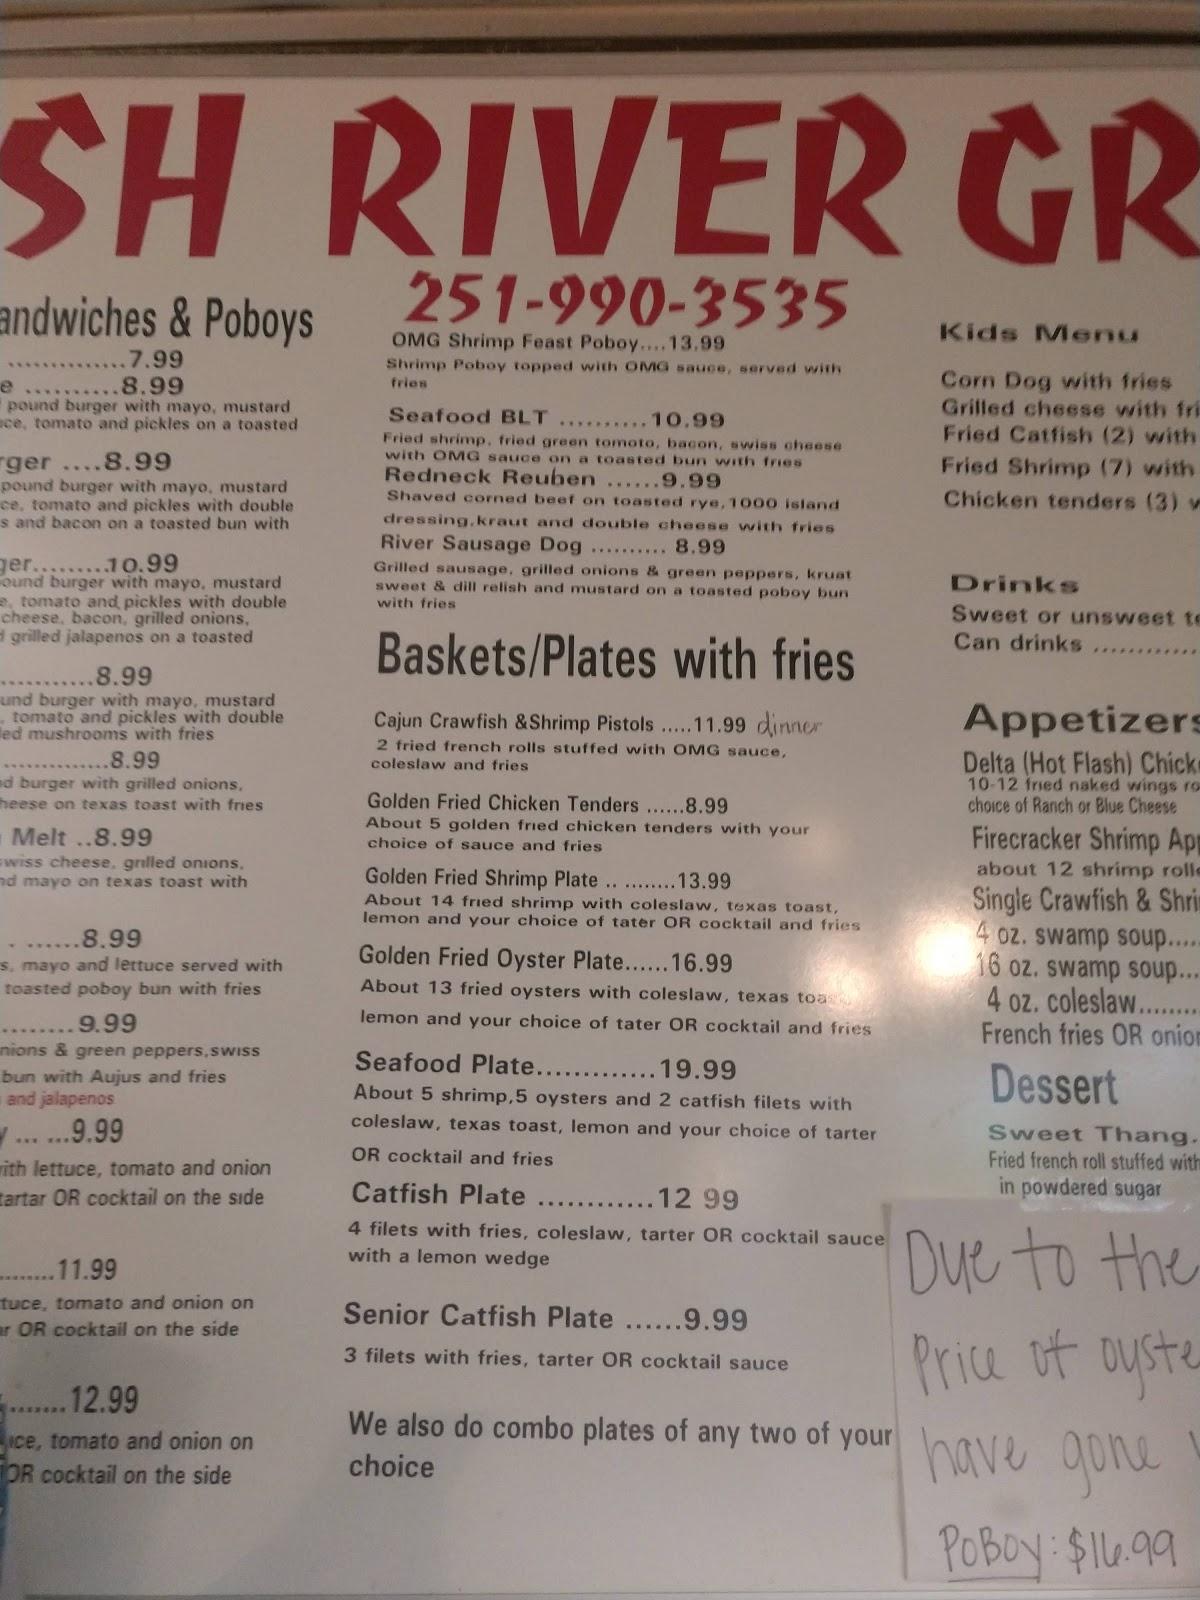 SH RIVER GR
251-990-3535
andwiches & Poboys
..............7.99
e ..........8.99
pound burger with mayo, mustard
ce, tomato and pickles on a toasted
rger ....8.99
pound burger with mayo, mustard
ce, tomato and pickles with double
s and bacon on a toasted bun with
ger.........10.99
ound burger with mayo, mustard
e, tomato and pickles with double
cheese, bacon, grilled onions,
d grilled jalapenos on a toasted
............8.99
und burger with mayo, mustard
, tomato and pickles with double
led mushrooms with fries
..............8.99
d burger with grilled onions,
heese on texas toast with fries
Melt ..8.99
swiss cheese, grilled onions,
nd mayo on texas toast with
. ......8.99
s, mayo and lettuce served with
toasted poboy bun with fries
.........9.99
nions & green peppers,swiss
bun with Aujus and fries
and jalapenos
y ... ...9.99
with lettuce, tomato and onion
tartar OR cocktail on the side
........11.99
tuce, tomato and onion on
ar OR cocktail on the side
.......12.99
uce, tomato and onion on
OR cocktail on the side
OMG Shrimp Feast Poboy....13.99
Shrimp Poboy topped with OMG sauce, served with
fries
Seafood BLT ..........10.99
Fried shrimp, fried green tomoto, bacon, swiss cheese
with OMG sauce on a toasted bun with fries
Redneck Reuben ......9.99
Shaved corned beef on toasted rye,1000 island
dressing,kraut and double cheese with fries
River Sausage Dog .......... 8.99
Grilled sausage, grilled onions & green peppers, kruat
sweet & dill relish and mustard on a toasted poboy bun
with fries
Baskets/Plates with fries
Cajun Crawfish &Shrimp Pistols .....11.99 dinner
2 fried french rolls stuffed with OMG sauce,
coleslaw and fries
Golden Fried Chicken Tenders ......8.99
About 5 golden fried chicken tenders with your
choice of sauce and fries
Golden Fried Shrimp Plate .. ........13.99
About 14 fried shrimp with coleslaw, texas toast,
lemon and your choice of tater OR cocktail and fries
Golden Fried Oyster Plate......16.99
About 13 fried oysters with coleslaw, texas toast,
lemon and your choice of tater OR cocktail and fries
Seafood Plate.............19.99
About 5 shrimp,5 oysters and 2 catfish filets with
coleslaw, texas toast, lemon and your choice of tarter
OR cocktail and fries
Catfish Plate ............12 99
4 filets with fries, coleslaw, tarter OR cocktail sauce
with a lemon wedge
Senior Catfish Plate ......9.99
3 filets with fries, tarter OR cocktail sauce
We also do combo plates of any two of your
choice
Kids Menu
Corn Dog with fries
Grilled cheese with fri
Fried Catfish (2) with
Fried Shrimp (7) with
Chicken tenders (3) w
Drinks
Sweet or unsweet te
Can drinks ............
Appetizers
Delta (Hot Flash) Chick
10-12 fried naked wings ro
choice of Ranch or Blue Cheese
Firecracker Shrimp App
about 12 shrimp rolle
Single Crawfish & Shri
4 oz. swamp soup.....
16 oz. swamp soup...
4 oz. coleslaw.........
French fries OR onion
Dessert
Sweet Thang.
Fried french roll stuffed with
in powdered sugar
Dye to the
Price of oyste
have gone
PoBoy: $16.99